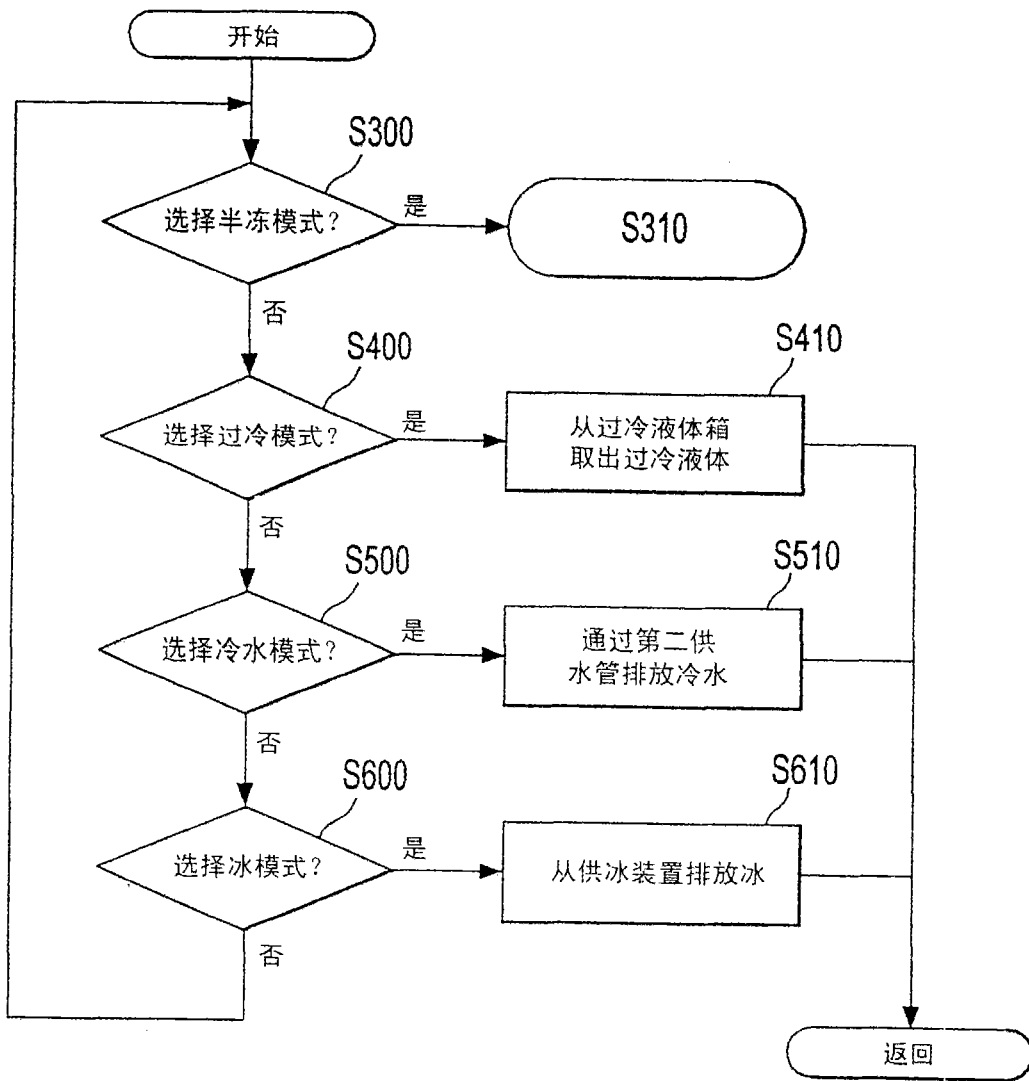 开始
S300
选择半冻模式?
是
S310
否
S400
选择过冷模式?
是
S410
从过冷液体箱
取出过冷液体
否
S500
选择冷水模式?
是
S510
通过第二供
水管排放冷水
否
S600
选择冰模式?
是
S610
从供冰装置排放冰
否
返回